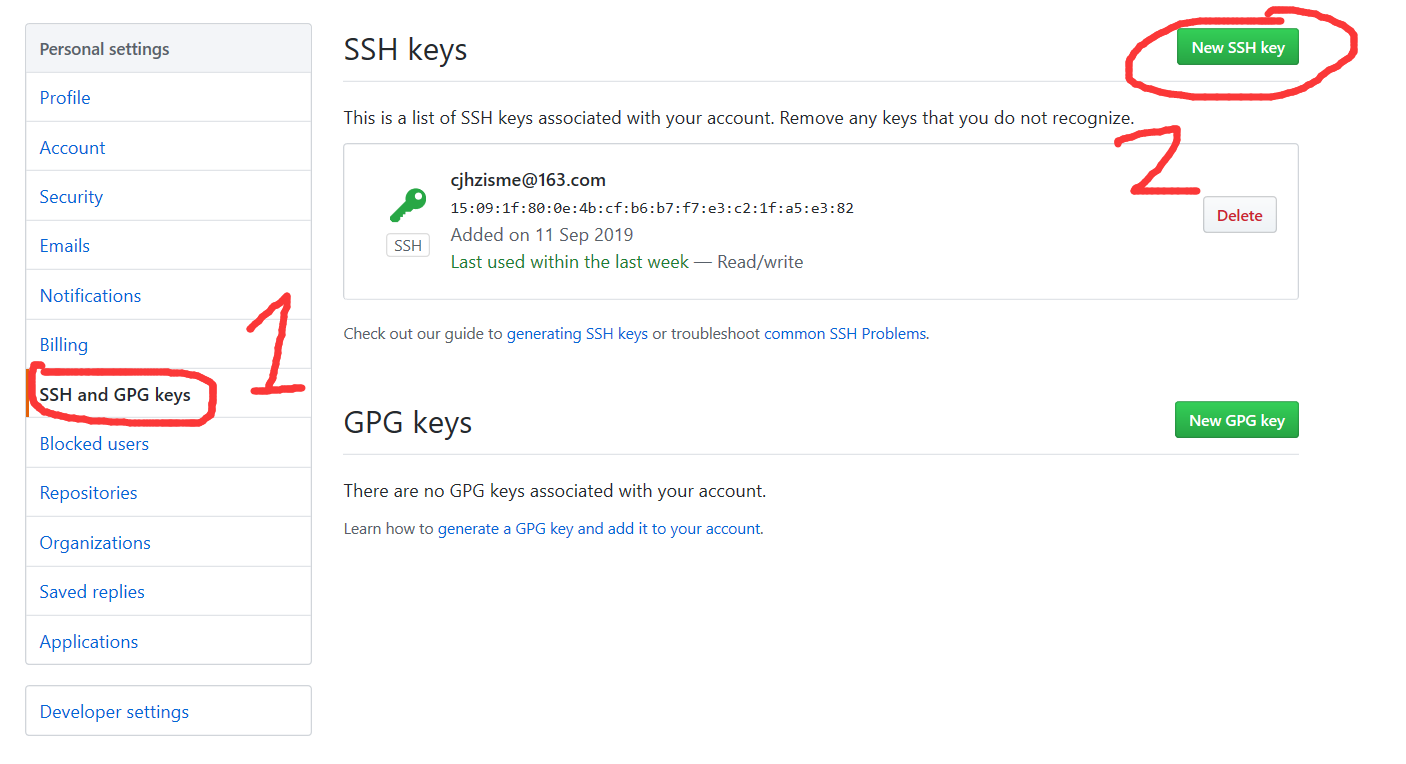 Personal settings
Profile
Account
Security
Emails
Notifications
Billing
SSH and GPG keys
Blocked users
Repositories
Organizations
Saved replies
Applications
Developer settings
1
SSH keys
New SSH key
2
This is a list of SSH keys associated with your account. Remove any keys that you do not recognize.
cjhzisme@163.com
15:09:1f:80:0e:4b:cf:b6:b7:f7:e3:c2:1f:a5:e3:82
Added on 11 Sep 2019
Last used within the last week — Read/write
SSH
Delete
Check out our guide to generating SSH keys or troubleshoot common SSH Problems.
GPG keys
New GPG key
There are no GPG keys associated with your account.
Learn how to generate a GPG key and add it to your account.